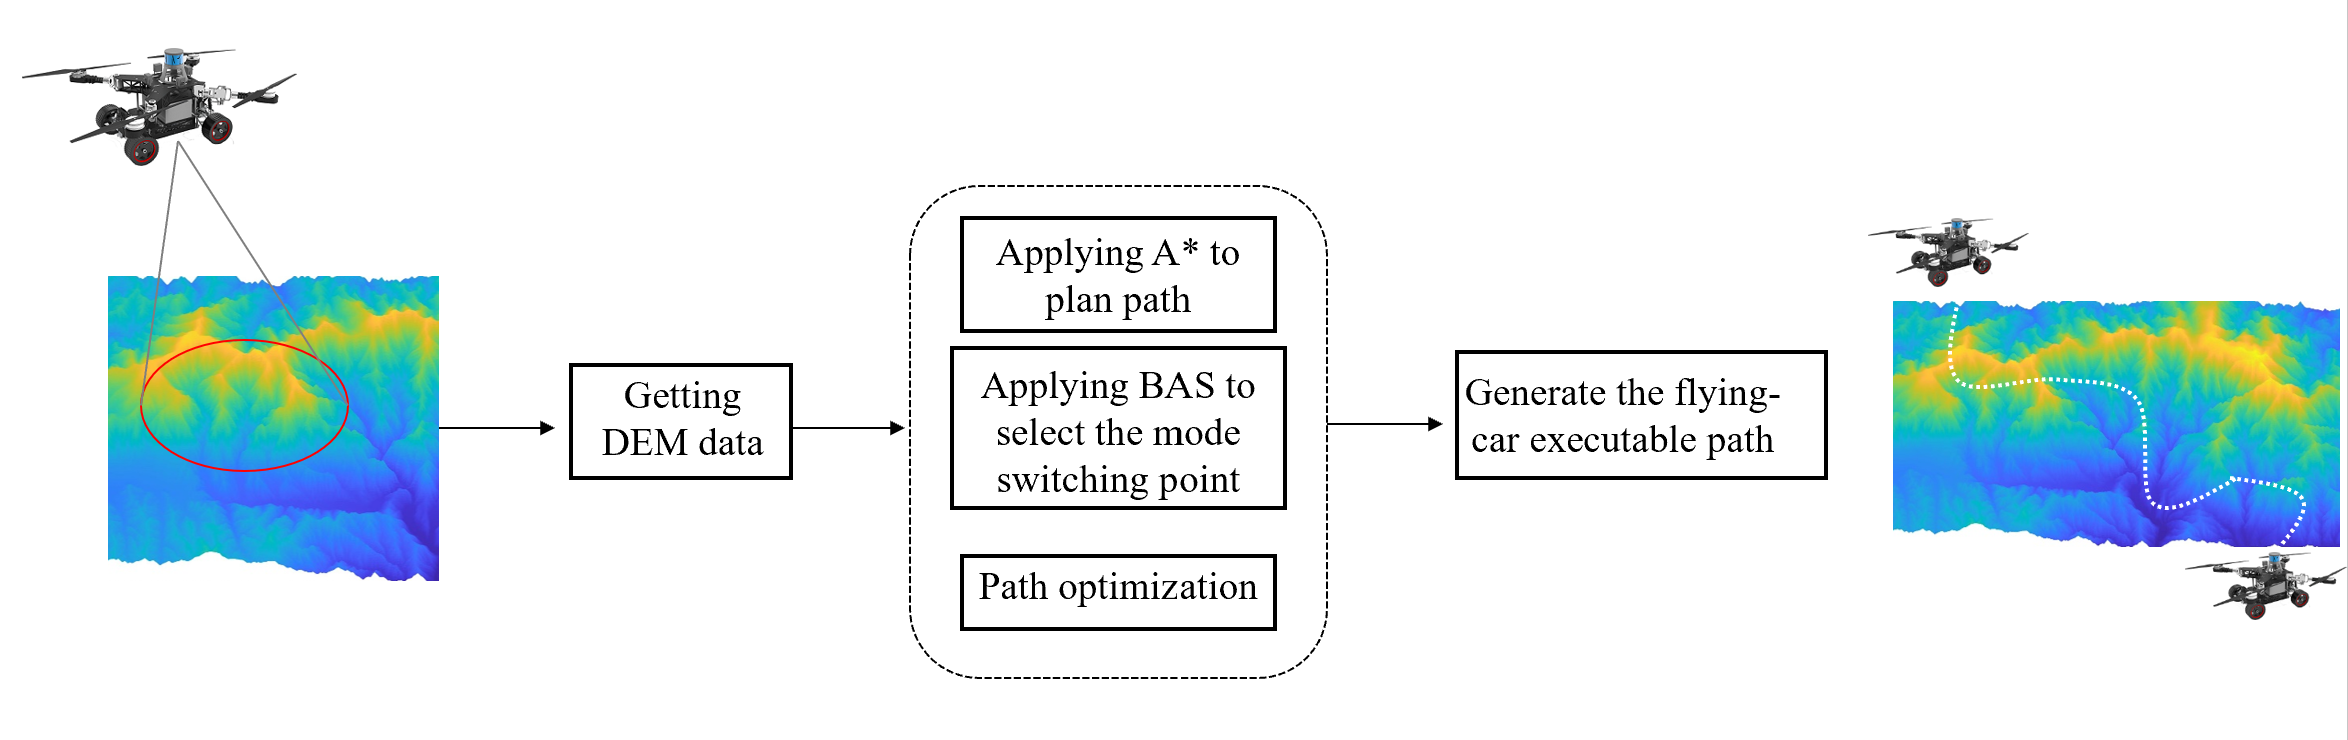 Getting
DEM data
Applying A* to
plan path
Applying BAS to
select the mode
switching point
Path optimization
Generate the flying-
car executable path